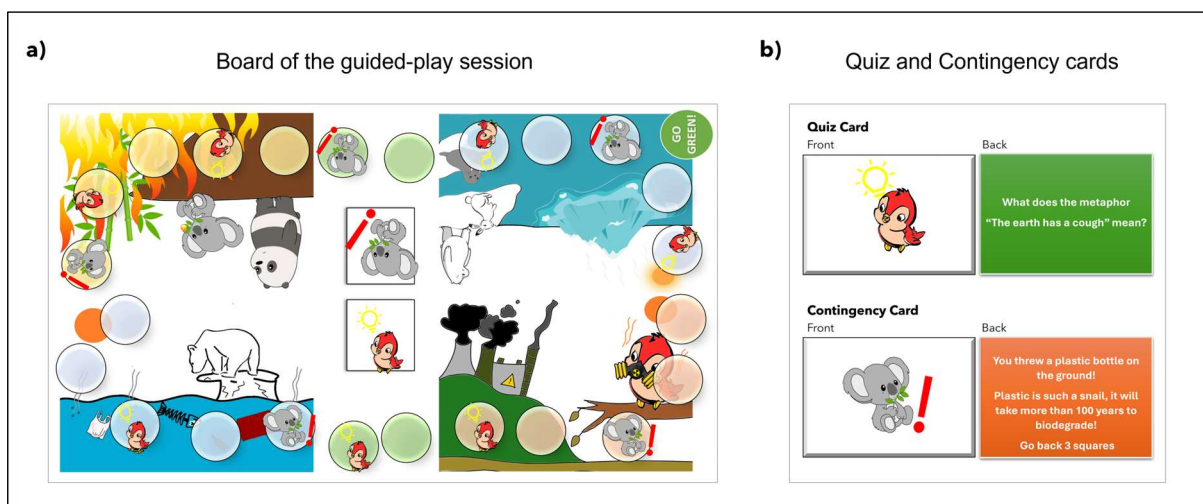 a)
Board of the guided-play session
GO
GREEN!
b)
Quiz and Contingency cards
Quiz Card
Front
Back
What does the metaphor
“The earth has a cough” mean?
Contingency Card
Front
Back
You threw a plastic bottle on
the ground!
Plastic is such a snail, it will
take more than 100 years to
biodegrade!
Go back 3 squares